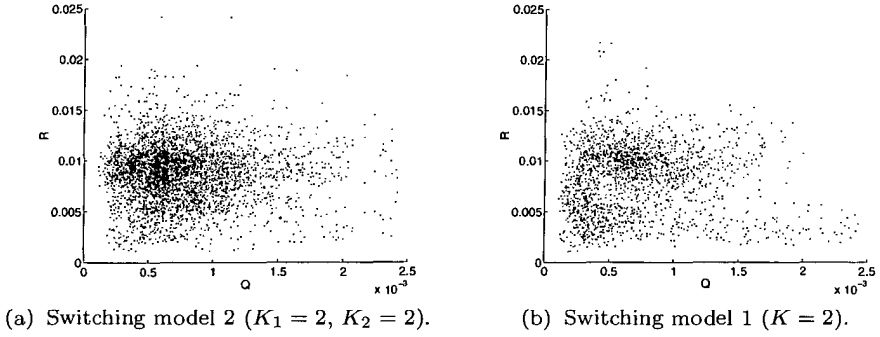 0.025
0.02
0.015
0.01
0.005
0
R
0 0.5 1 1.5 2 2.5
Q
x 10⁻³
(a) Switching model 2 (K₁ = 2, K₂ = 2).
0.025
0.02
0.015
0.01
0.005
0
R
0 0.5 1 1.5 2 2.5
Q
x 10⁻³
(b) Switching model 1 (K = 2).